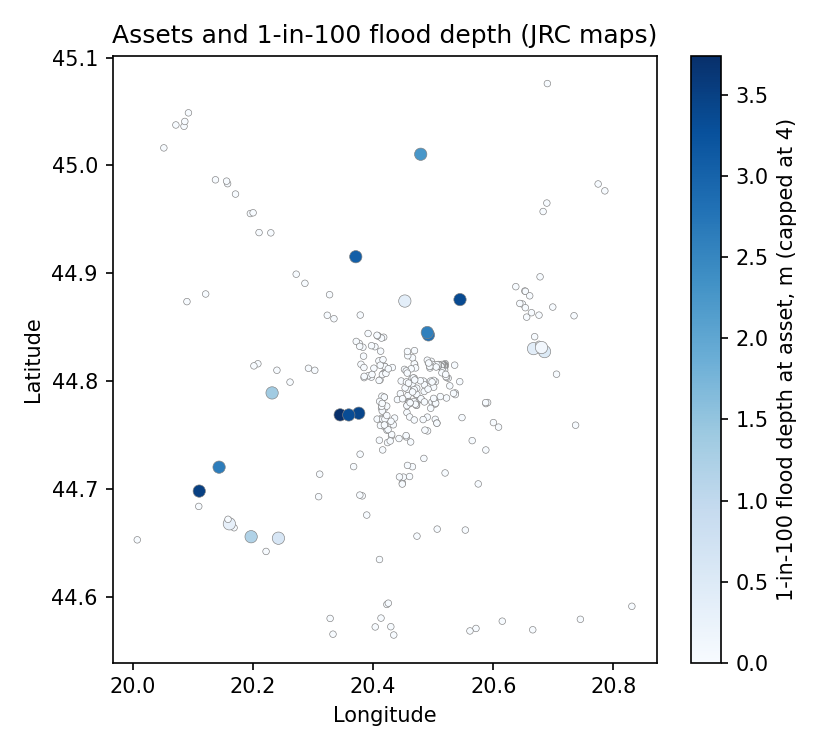 Assets and 1-in-100 flood depth (JRC maps)
45.1
45.0
44.9
44.8
44.7
44.6
Latitude
20.0 20.2 20.4 20.6 20.8
Longitude
3.5
3.0
2.5
2.0
1.5
1.0
0.5
0.0
1-in-100 flood depth at asset, m (capped at 4)